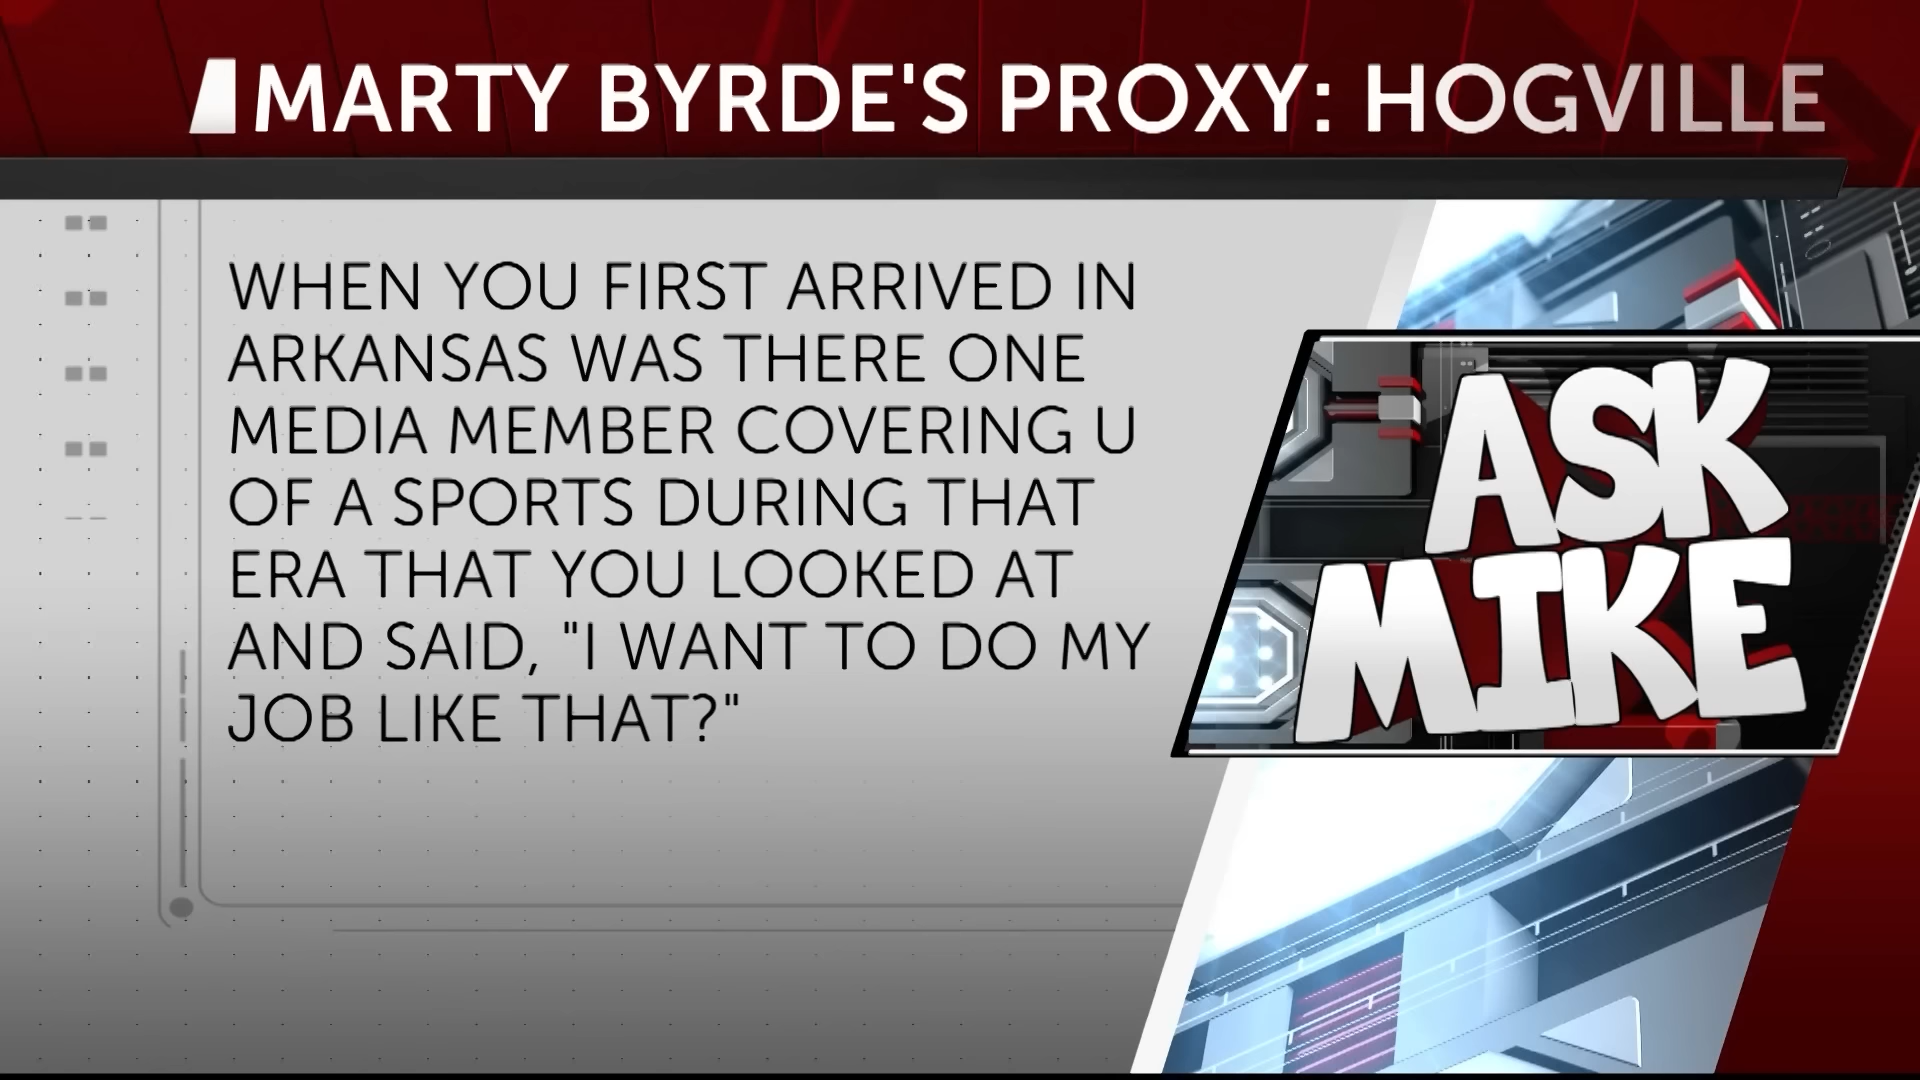 MARTY BYRDE'S PROXY: HOGVILLE
WHEN YOU FIRST ARRIVED IN
ARKANSAS WAS THERE ONE
MEDIA MEMBER COVERING U
OF A SPORTS DURING THAT
ERA THAT YOU LOOKED AT
AND SAID, "I WANT TO DO MY
JOB LIKE THAT?"
ASK
MIKE